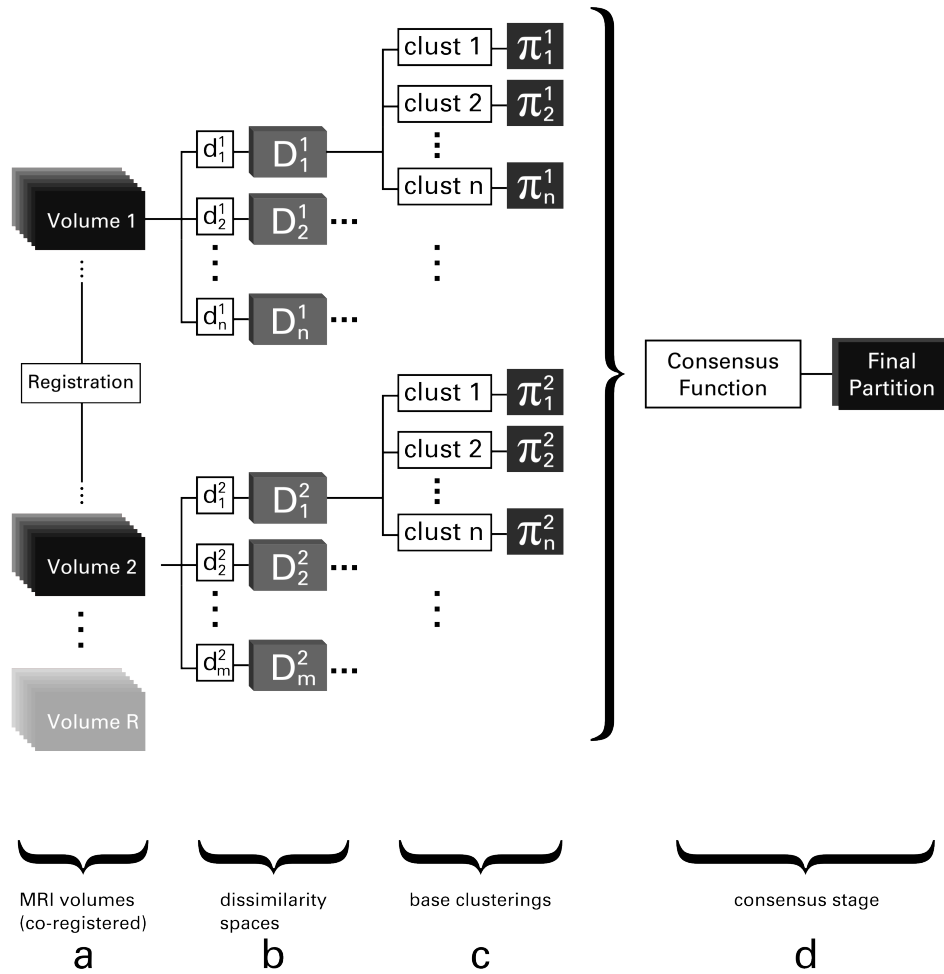 clust 1
π¹₁
clust 2
π¹₂
clust n
π¹ₙ
d¹₁
D¹₁
Volume 1
d¹₂
D¹₂
d¹ₙ
D¹ₙ
Registration
Consensus
Function
Final
Partition
clust 1
π²₁
clust 2
π²₂
clust n
π²ₙ
d²₁
D²₁
Volume 2
d²₂
D²₂
d²ₘ
D²ₘ
Volume R
MRI volumes
(co-registered)
dissimilarity
spaces
base clusterings
consensus stage
a
b
c
d